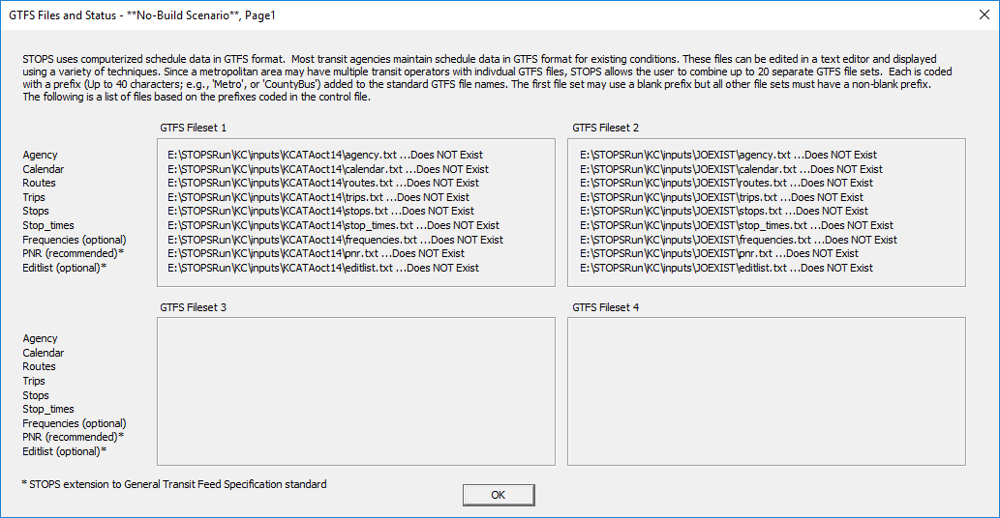 GTFS Files and Status - **No-Build Scenario**, Page1
STOPS uses computerized schedule data in GTFS format.  Most transit agencies maintain schedule data in GTFS format for existing conditions. These files can be edited in a text editor and displayed
using a variety of techniques. Since a metropolitan area may have multiple transit operators with indivdual GTFS files, STOPS allows the user to combine up to 20 separate GTFS file sets.  Each is coded
with a prefix (Up to 40 characters; e.g., 'Metro', or 'CountyBus') added to the standard GTFS file names. The first file set may use a blank prefix but all other file sets must have a non-blank prefix.
The following is a list of files based on the prefixes coded in the control file.
GTFS Fileset 1
GTFS Fileset 2
Agency
E:\STOPSRun\KC\inputs\KCATAoct14\agency.txt ...Does NOT Exist
E:\STOPSRun\KC\inputs\JOEXIST\agency.txt ...Does NOT Exist
Calendar
E:\STOPSRun\KC\inputs\KCATAoct14\calendar.txt ...Does NOT Exist
E:\STOPSRun\KC\inputs\JOEXIST\calendar.txt ...Does NOT Exist
Routes
E:\STOPSRun\KC\inputs\KCATAoct14\routes.txt ...Does NOT Exist
E:\STOPSRun\KC\inputs\JOEXIST\routes.txt ...Does NOT Exist
Trips
E:\STOPSRun\KC\inputs\KCATAoct14\trips.txt ...Does NOT Exist
E:\STOPSRun\KC\inputs\JOEXIST\trips.txt ...Does NOT Exist
Stops
E:\STOPSRun\KC\inputs\KCATAoct14\stops.txt ...Does NOT Exist
E:\STOPSRun\KC\inputs\JOEXIST\stops.txt ...Does NOT Exist
Stop_times
E:\STOPSRun\KC\inputs\KCATAoct14\stop_times.txt ...Does NOT Exist
E:\STOPSRun\KC\inputs\JOEXIST\stop_times.txt ...Does NOT Exist
Frequencies (optional)
E:\STOPSRun\KC\inputs\KCATAoct14\frequencies.txt ...Does NOT Exist
E:\STOPSRun\KC\inputs\JOEXIST\frequencies.txt ...Does NOT Exist
PNR (recommended)*
E:\STOPSRun\KC\inputs\KCATAoct14\pnr.txt ...Does NOT Exist
E:\STOPSRun\KC\inputs\JOEXIST\pnr.txt ...Does NOT Exist
Editlist (optional)*
E:\STOPSRun\KC\inputs\KCATAoct14\editlist.txt ...Does NOT Exist
E:\STOPSRun\KC\inputs\JOEXIST\editlist.txt ...Does NOT Exist
GTFS Fileset 3
GTFS Fileset 4
Agency
Calendar
Routes
Trips
Stops
Stop_times
Frequencies (optional)
PNR (recommended)*
Editlist (optional)*
* STOPS extension to General Transit Feed Specification standard
OK